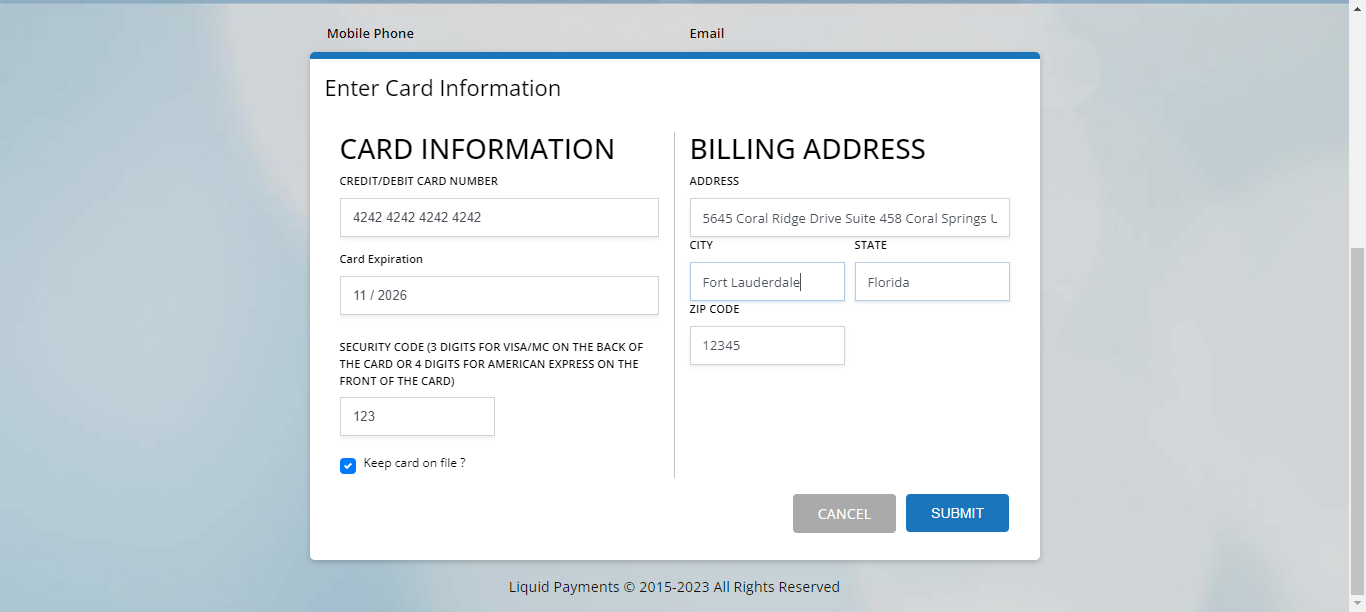 Mobile Phone
Email
Enter Card Information
CARD INFORMATION
CREDIT/DEBIT CARD NUMBER
4242 4242 4242 4242
Card Expiration
11 / 2026
SECURITY CODE (3 DIGITS FOR VISA/MC ON THE BACK OF
THE CARD OR 4 DIGITS FOR AMERICAN EXPRESS ON THE
FRONT OF THE CARD)
123
Keep card on file ?
BILLING ADDRESS
ADDRESS
5645 Coral Ridge Drive Suite 458 Coral Springs U
CITY
STATE
Fort Lauderdale
Florida
ZIP CODE
12345
CANCEL
SUBMIT
Liquid Payments © 2015-2023 All Rights Reserved